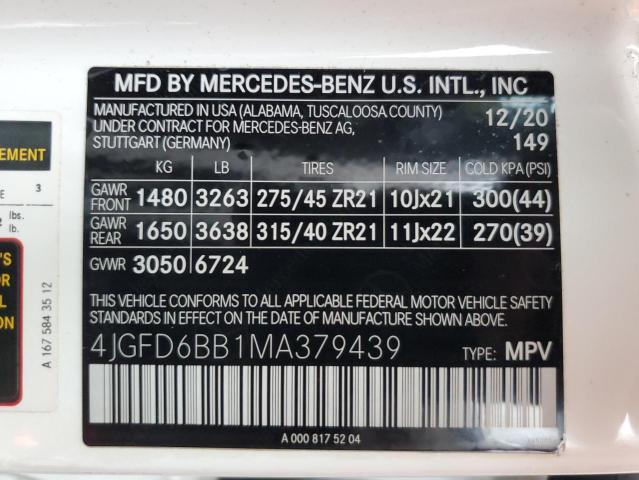 MFD BY MERCEDES-BENZ U.S. INTL., INC
MANUFACTURED IN USA (ALABAMA, TUSCALOOSA COUNTY) 12/20
UNDER CONTRACT FOR MERCEDES-BENZ AG,
STUTTGART (GERMANY) 149
KG LB TIRES RIM SIZE COLD KPA (PSI)
GAWR FRONT 1480 3263 275/45 ZR21 10Jx21 300(44)
GAWR REAR 1650 3638 315/40 ZR21 11Jx22 270(39)
GVWR 3050 6724
THIS VEHICLE CONFORMS TO ALL APPLICABLE FEDERAL MOTOR VEHICLE SAFETY
STANDARDS IN EFFECT ON THE DATE OF MANUFACTURE SHOWN ABOVE.
4JGFD6BB1MA379439 TYPE: MPV
A 000 817 52 04
EMENT
3
lbs.
lb.
A 167 584 35 12